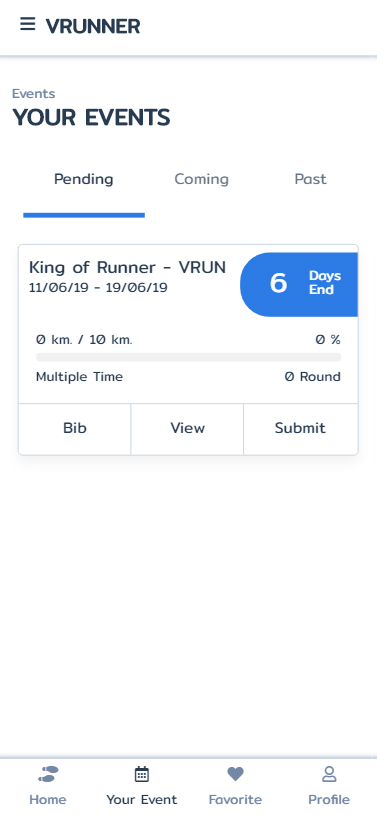 VRUNNER
Events
YOUR EVENTS
Pending Coming Past
King of Runner - VRUN
11/06/19 - 19/06/19
6 Days End
0 km. / 10 km. 0 %
Multiple Time 0 Round
Bib View Submit
Home Your Event Favorite Profile